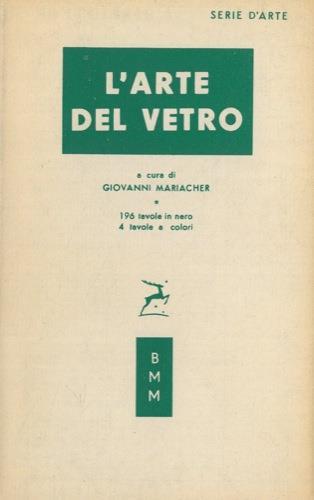 SERIE D'ARTE
L'ARTE
DEL VETRO
a cura di
GIOVANNI MARIACHER
*
196 tavole in nero
4 tavole a colori
B
M
M